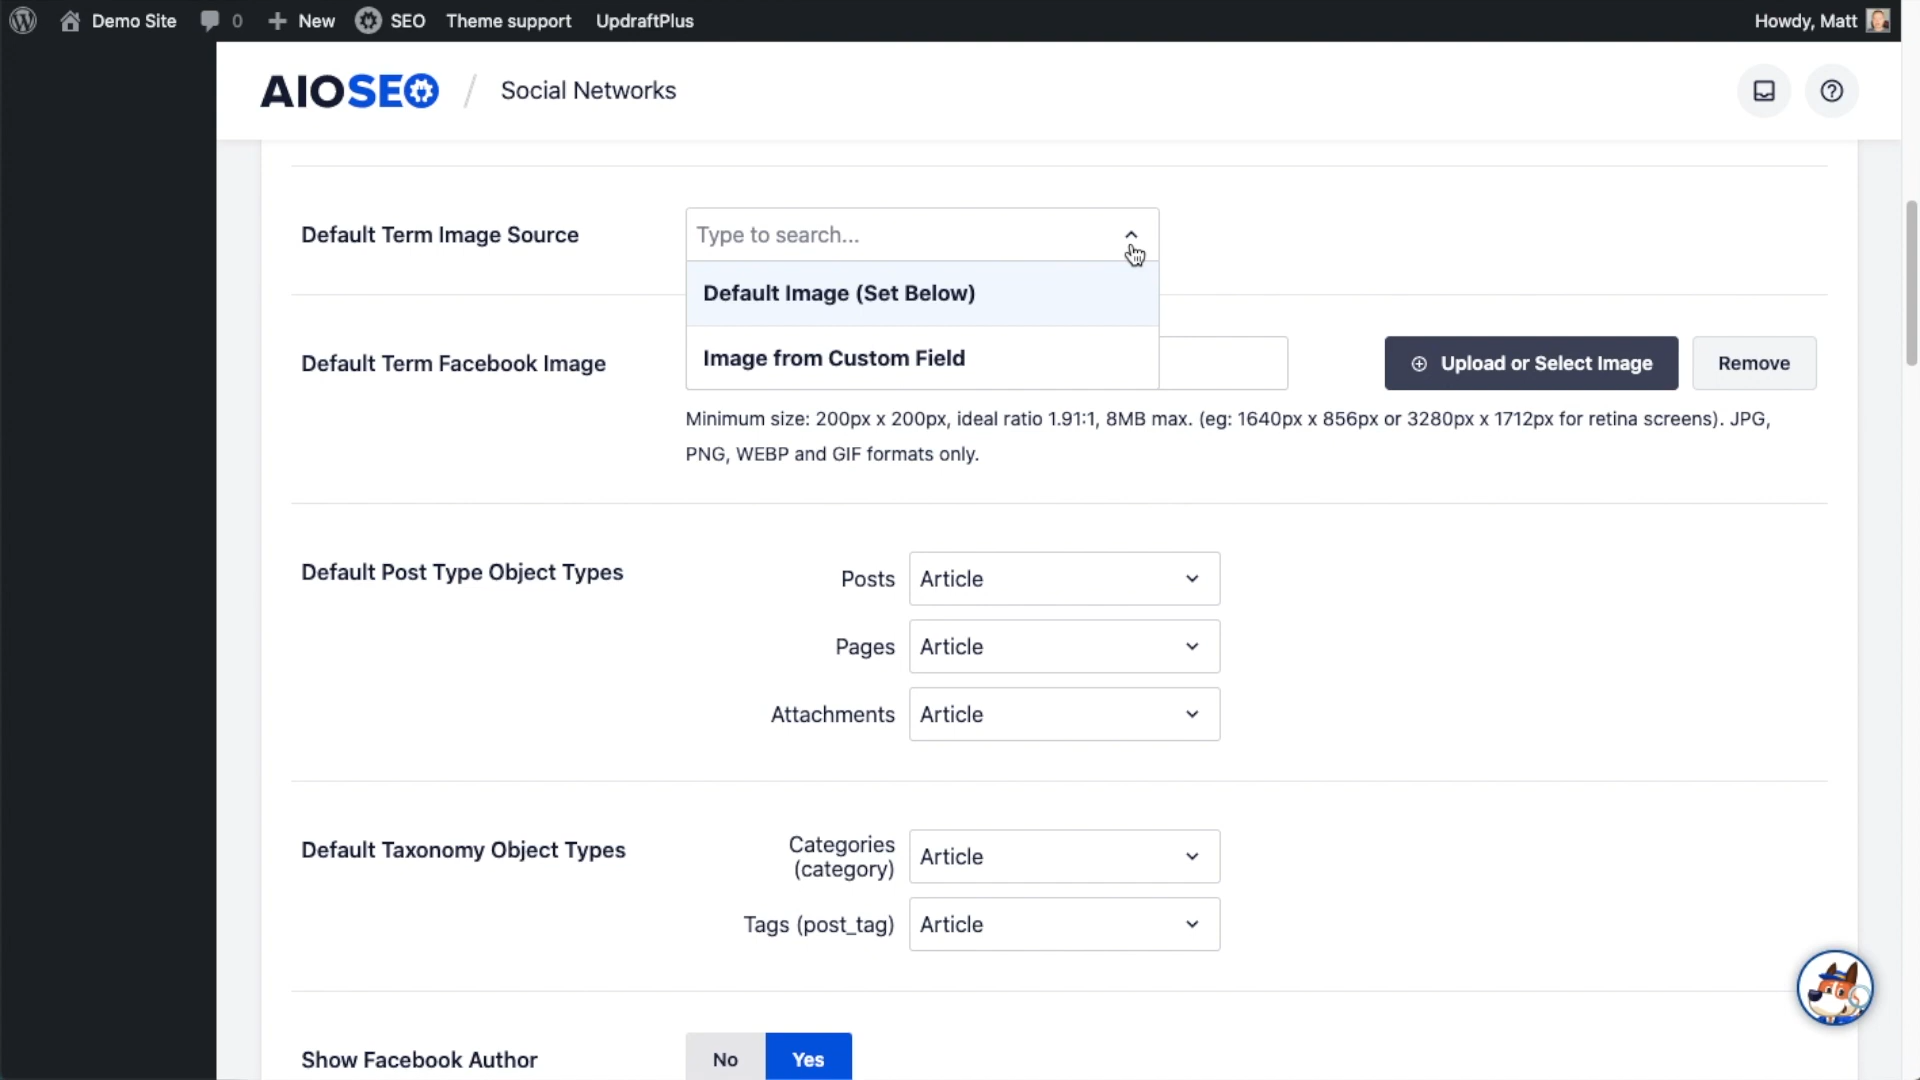 Demo Site 0 New SEO Theme support UpdraftPlus Howdy, Matt
AIOSEO / Social Networks
Default Term Image Source Type to search...
Default Image (Set Below)
Image from Custom Field
Default Term Facebook Image Upload or Select Image Remove
Minimum size: 200px x 200px, ideal ratio 1.91:1, 8MB max. (eg: 1640px x 856px or 3280px x 1712px for retina screens). JPG,
PNG, WEBP and GIF formats only.
Default Post Type Object Types Posts Article
Pages Article
Attachments Article
Default Taxonomy Object Types Categories
(category) Article
Tags (post_tag) Article
Show Facebook Author No Yes